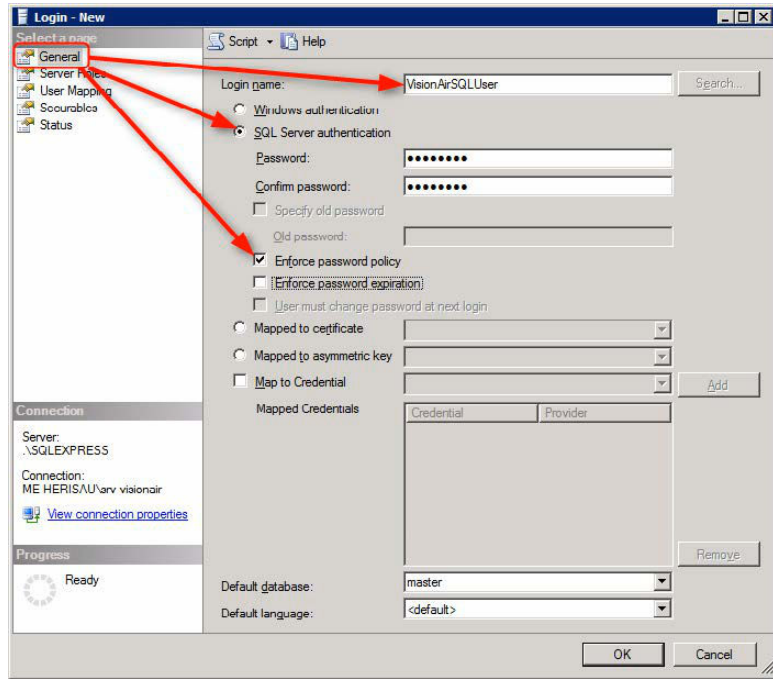 Login - New
Select a page
General
Server Roles
User Mapping
Securables
Status
Script
Help
Login name:
VisionAirSQLUser
Search...
Windows authentication
SQL Server authentication
Password:
●●●●●●●●
Confirm password:
●●●●●●●●
Specify old password
Old password:
Enforce password policy
Enforce password expiration
User must change password at next login
Mapped to certificate
Mapped to asymmetric key
Map to Credential
Add
Mapped Credentials
Credential
Provider
Remove
Default database:
master
Default language:
<default>
Connection
Server:
.\SQLEXPRESS
Connection:
View connection properties
Progress
Ready
OK
Cancel